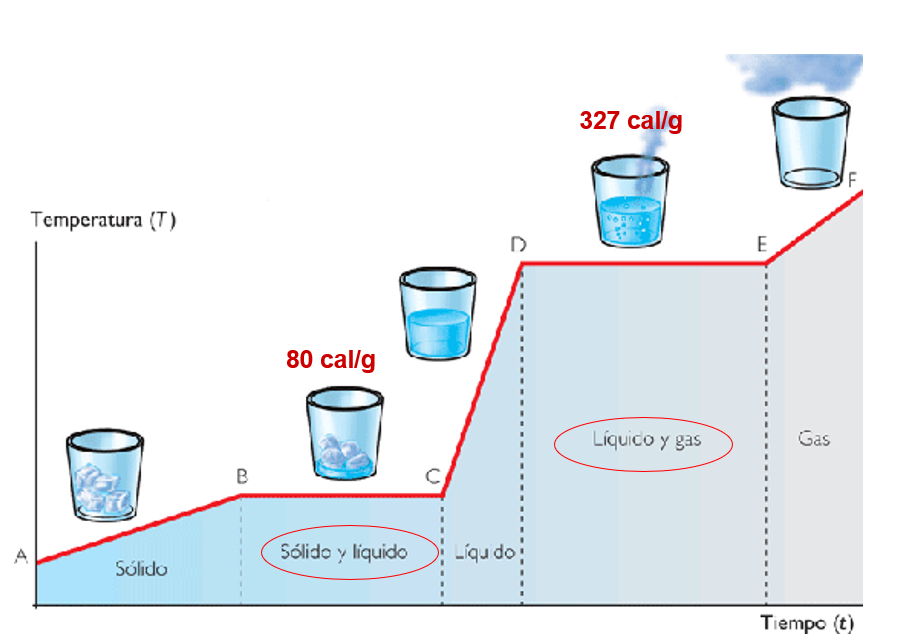 327 cal/g
F
Temperatura (T)
D
E
80 cal/g
Líquido y gas
Gas
B
C
A
Sólido
Sólido y líquido
Líquido
Tiempo (t)